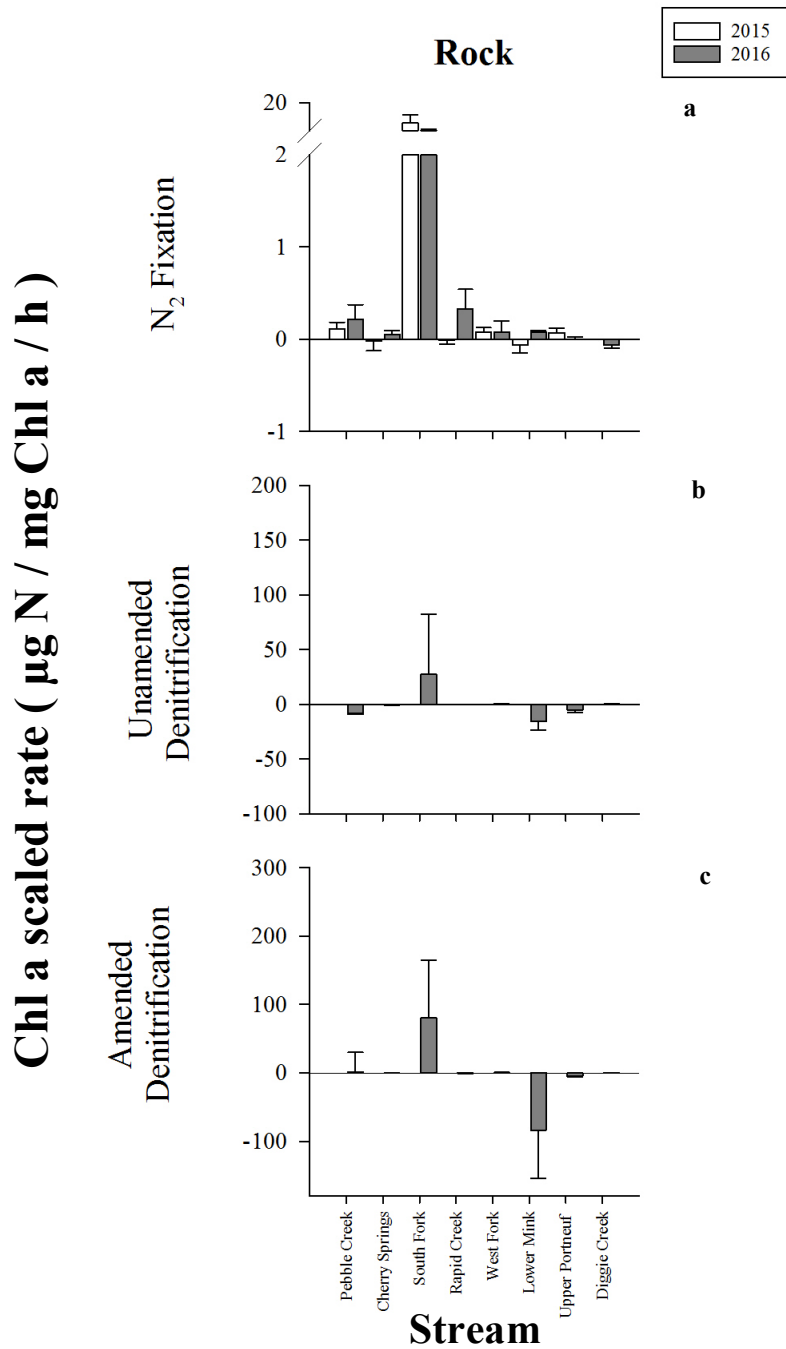 2015
2016
Rock
a
20
2
1
0
-1
N₂ Fixation
b
200
150
100
50
0
-50
-100
Unamended
Denitrification
c
300
200
100
0
-100
Amended
Denitrification
Chl a scaled rate ( µg N / mg Chl a / h )
Pebble Creek
Cherry Springs
South Fork
Rapid Creek
West Fork
Lower Mink
Upper Portneuf
Diggie Creek
Stream